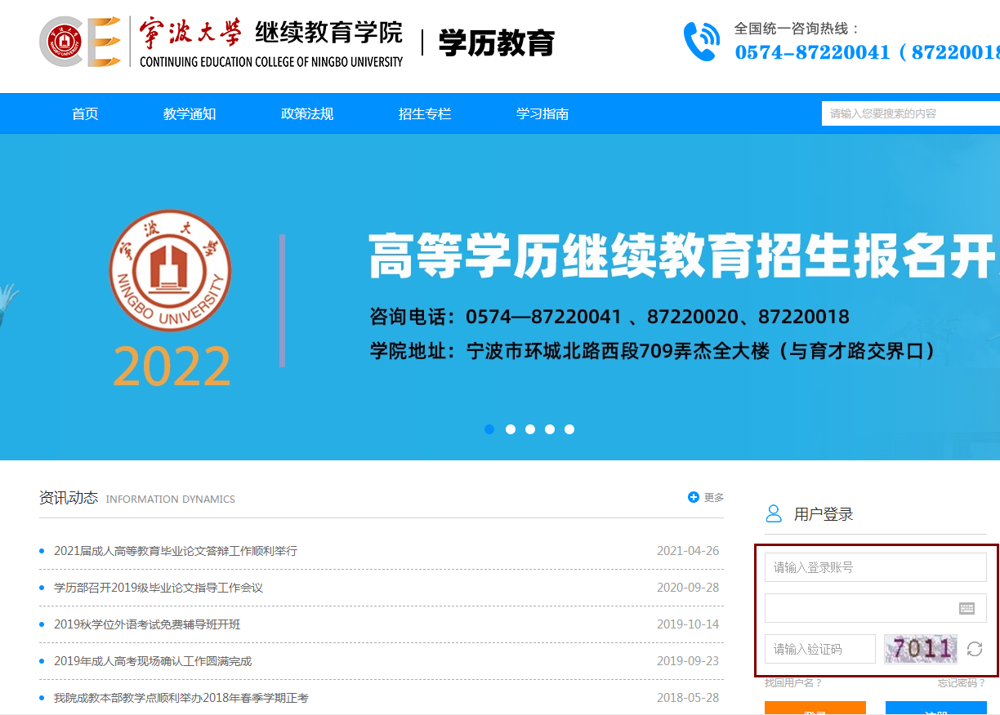 宁波大学 继续教育学院 学历教育
CONTINUING EDUCATION COLLEGE OF NINGBO UNIVERSITY
全国统一咨询热线：
0574-87220041（87220018
首页 教学通知 政策法规 招生专栏 学习指南 请输入您要搜索的内容
宁波大学
NINGBO UNIVERSITY
2022
高等学历继续教育招生报名开
咨询电话：0574—87220041 、87220020、87220018
学院地址：宁波市环城北路西段709弄杰全大楼（与育才路交界口）
资讯动态 INFORMATION DYNAMICS 更多
2021届成人高等教育毕业论文答辩工作顺利举行 2021-04-26
学历部召开2019级毕业论文指导工作会议 2020-09-28
2019秋学位外语考试免费辅导班开班 2019-10-14
2019年成人高考现场确认工作圆满完成 2019-09-23
我院成教本部教学点顺利举办2018年春季学期正考 2018-05-28
用户登录
请输入登录账号
请输入验证码 7011
找回用户名？ 忘记密码？
登录 注册